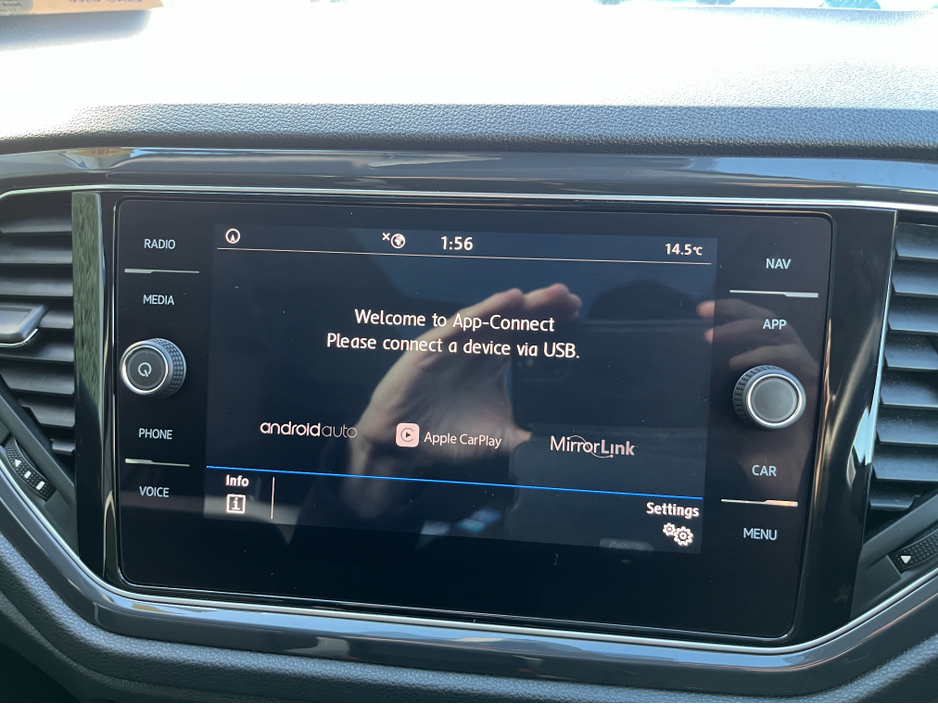 RADIO
MEDIA
PHONE
VOICE
1:56
14.5°C
Welcome to App-Connect
Please connect a device via USB.
androidauto
Apple CarPlay
MirrorLink
Info
i
Settings
NAV
APP
CAR
MENU